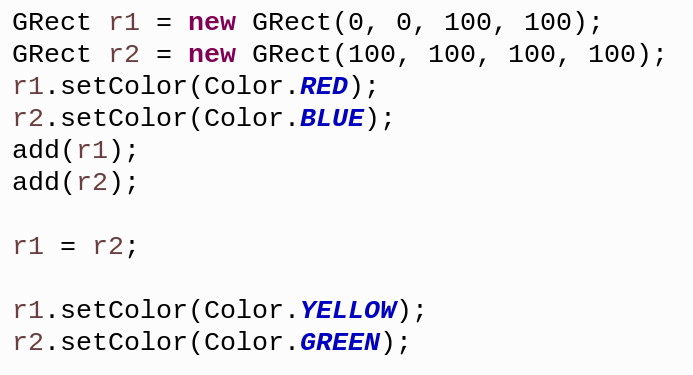 GRect r1 = new GRect(0, 0, 100, 100);
GRect r2 = new GRect(100, 100, 100, 100);
r1.setColor(Color.RED);
r2.setColor(Color.BLUE);
add(r1);
add(r2);
r1 = r2;
r1.setColor(Color.YELLOW);
r2.setColor(Color.GREEN);